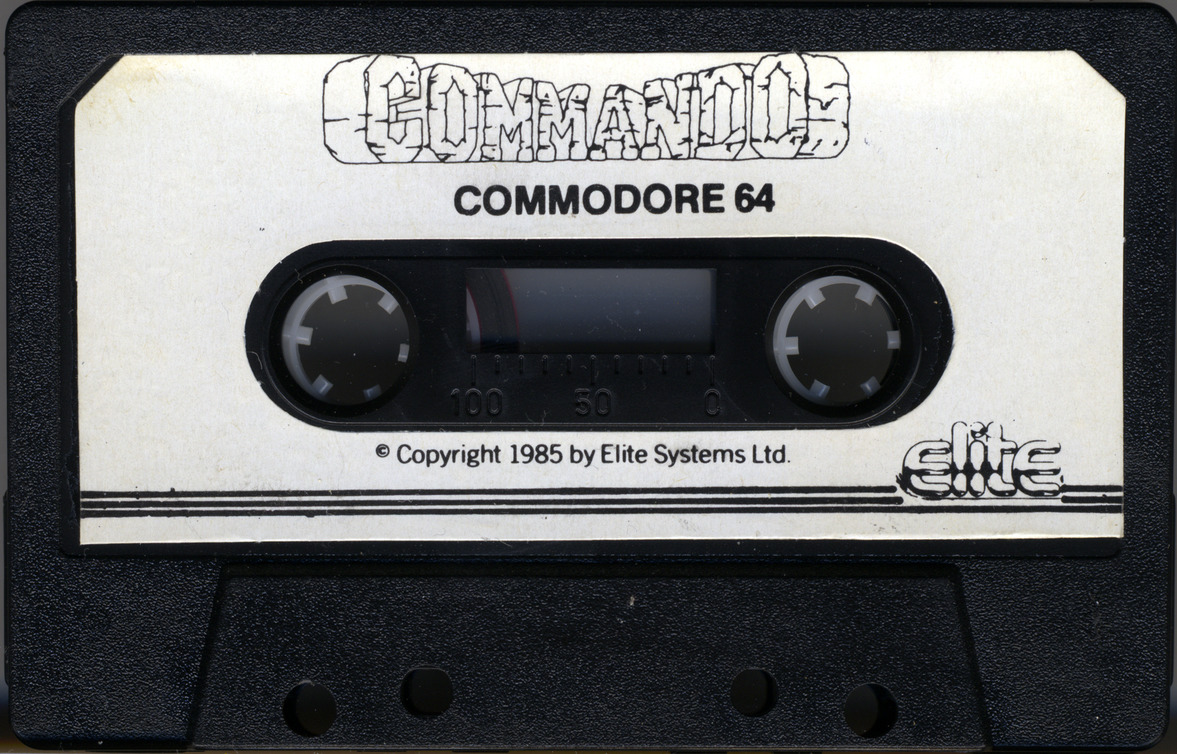 COMMANDO
COMMODORE 64
100 50 0
© Copyright 1985 by Elite Systems Ltd.
elite